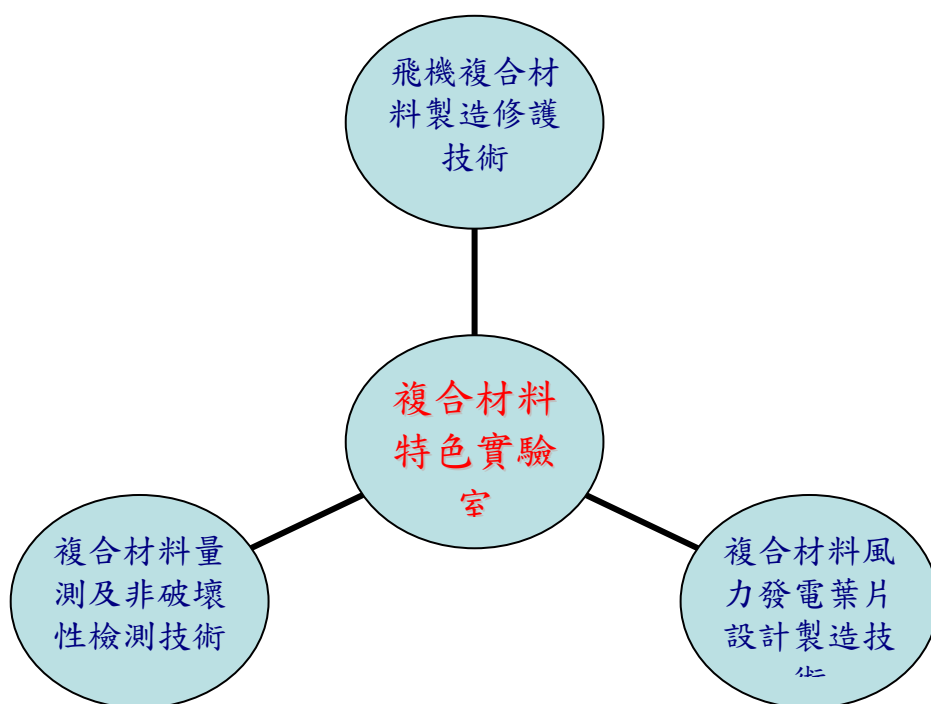 飛機複合材
料製造修護
技術
複合材料
特色實驗
室
複合材料量
測及非破壞
性檢測技術
複合材料風
力發電葉片
設計製造技
術